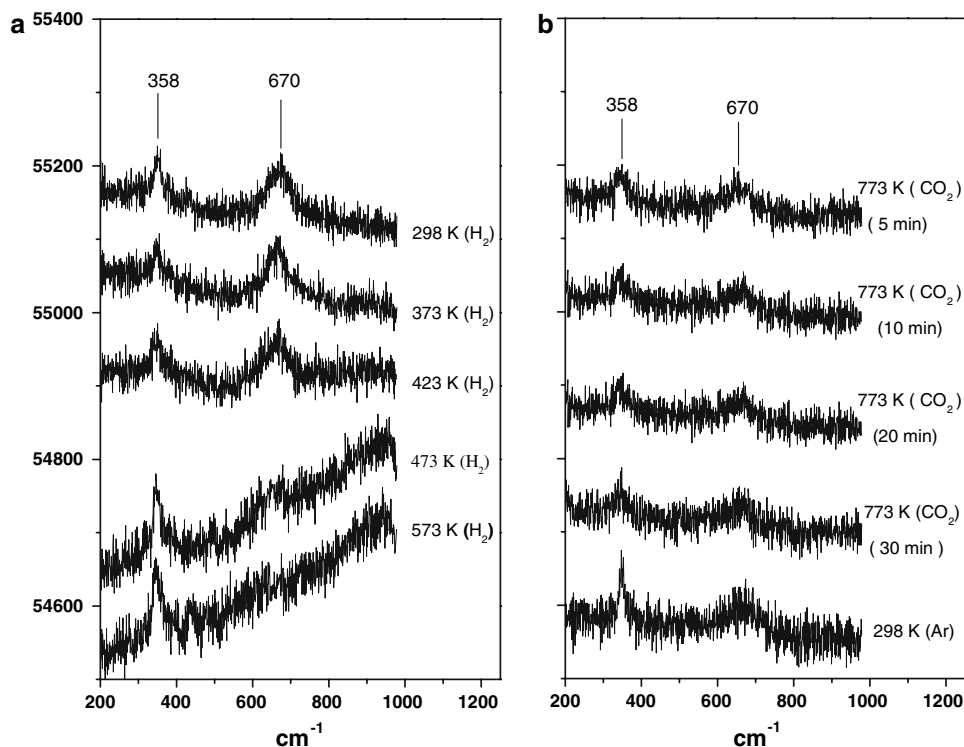 a
55400
55200
55000
54800
54600
358
670
298 K (H₂)
373 K (H₂)
423 K (H₂)
473 K (H₂)
573 K (H₂)
200 400 600 800 1000 1200
cm⁻¹
b
358
670
773 K ( CO₂)
( 5 min)
773 K ( CO₂)
(10 min)
773 K ( CO₂)
(20 min)
773 K (CO₂)
( 30 min )
298 K (Ar)
200 400 600 800 1000 1200
cm⁻¹